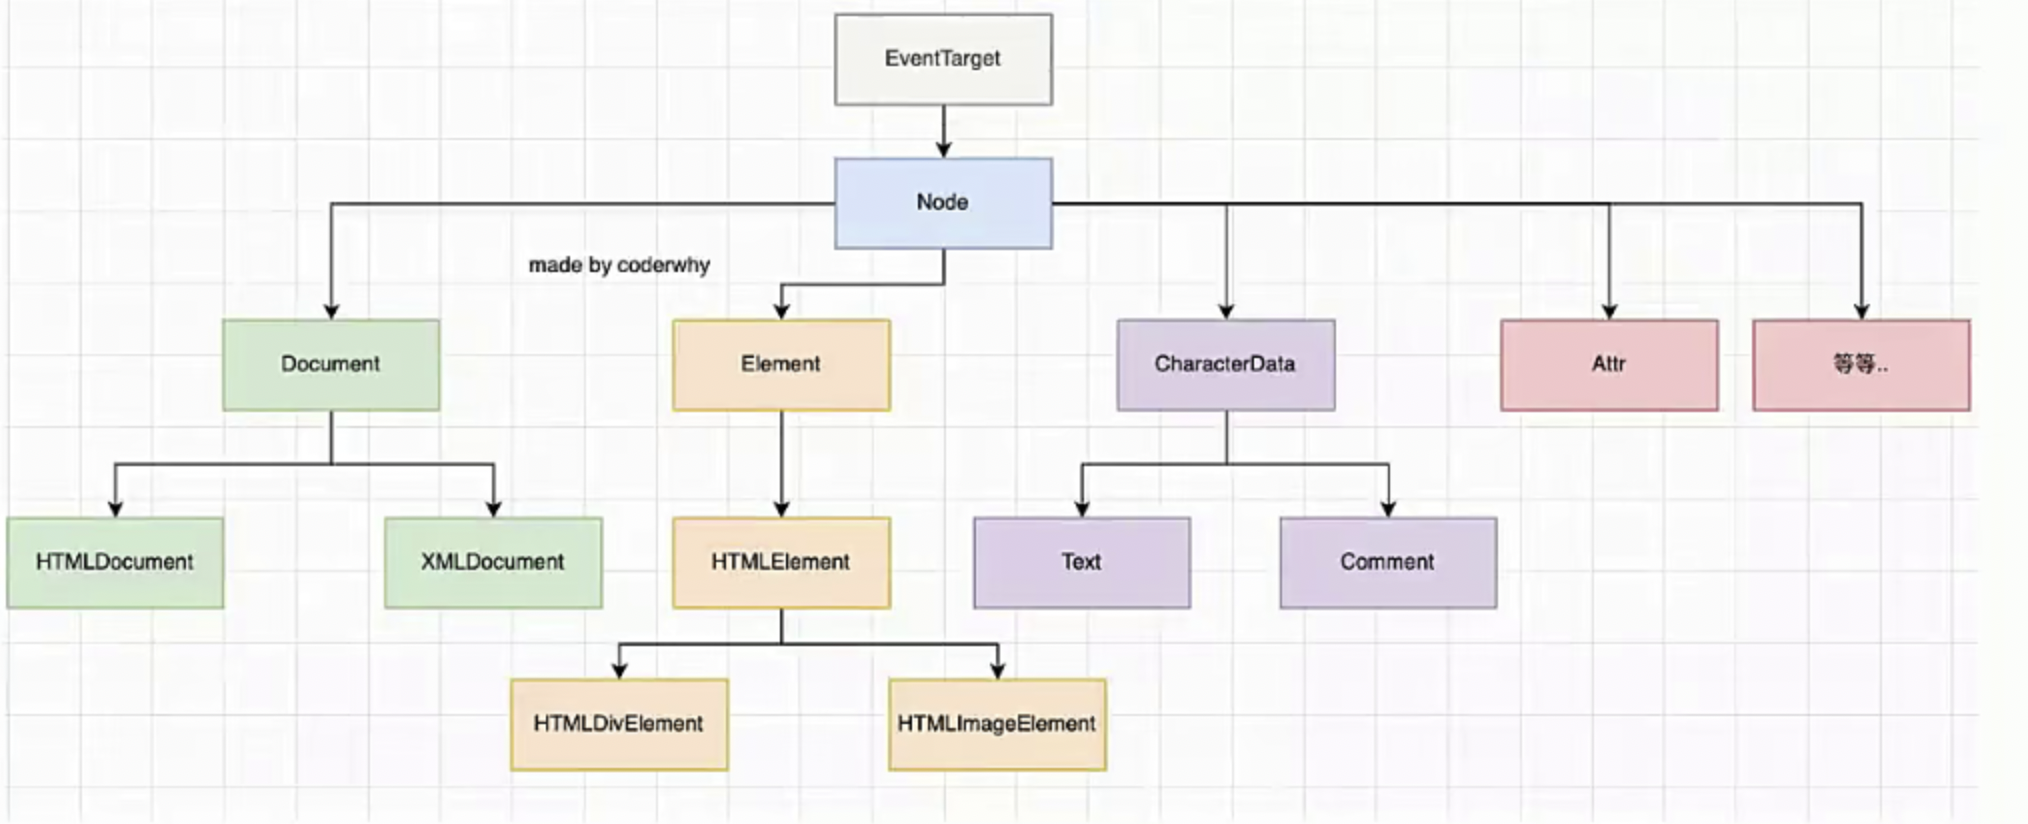 EventTarget
Node
made by coderwhy
Document
Element
CharacterData
Attr
等等..
HTMLDocument
XMLDocument
HTMLElement
Text
Comment
HTMLDivElement
HTMLImageElement